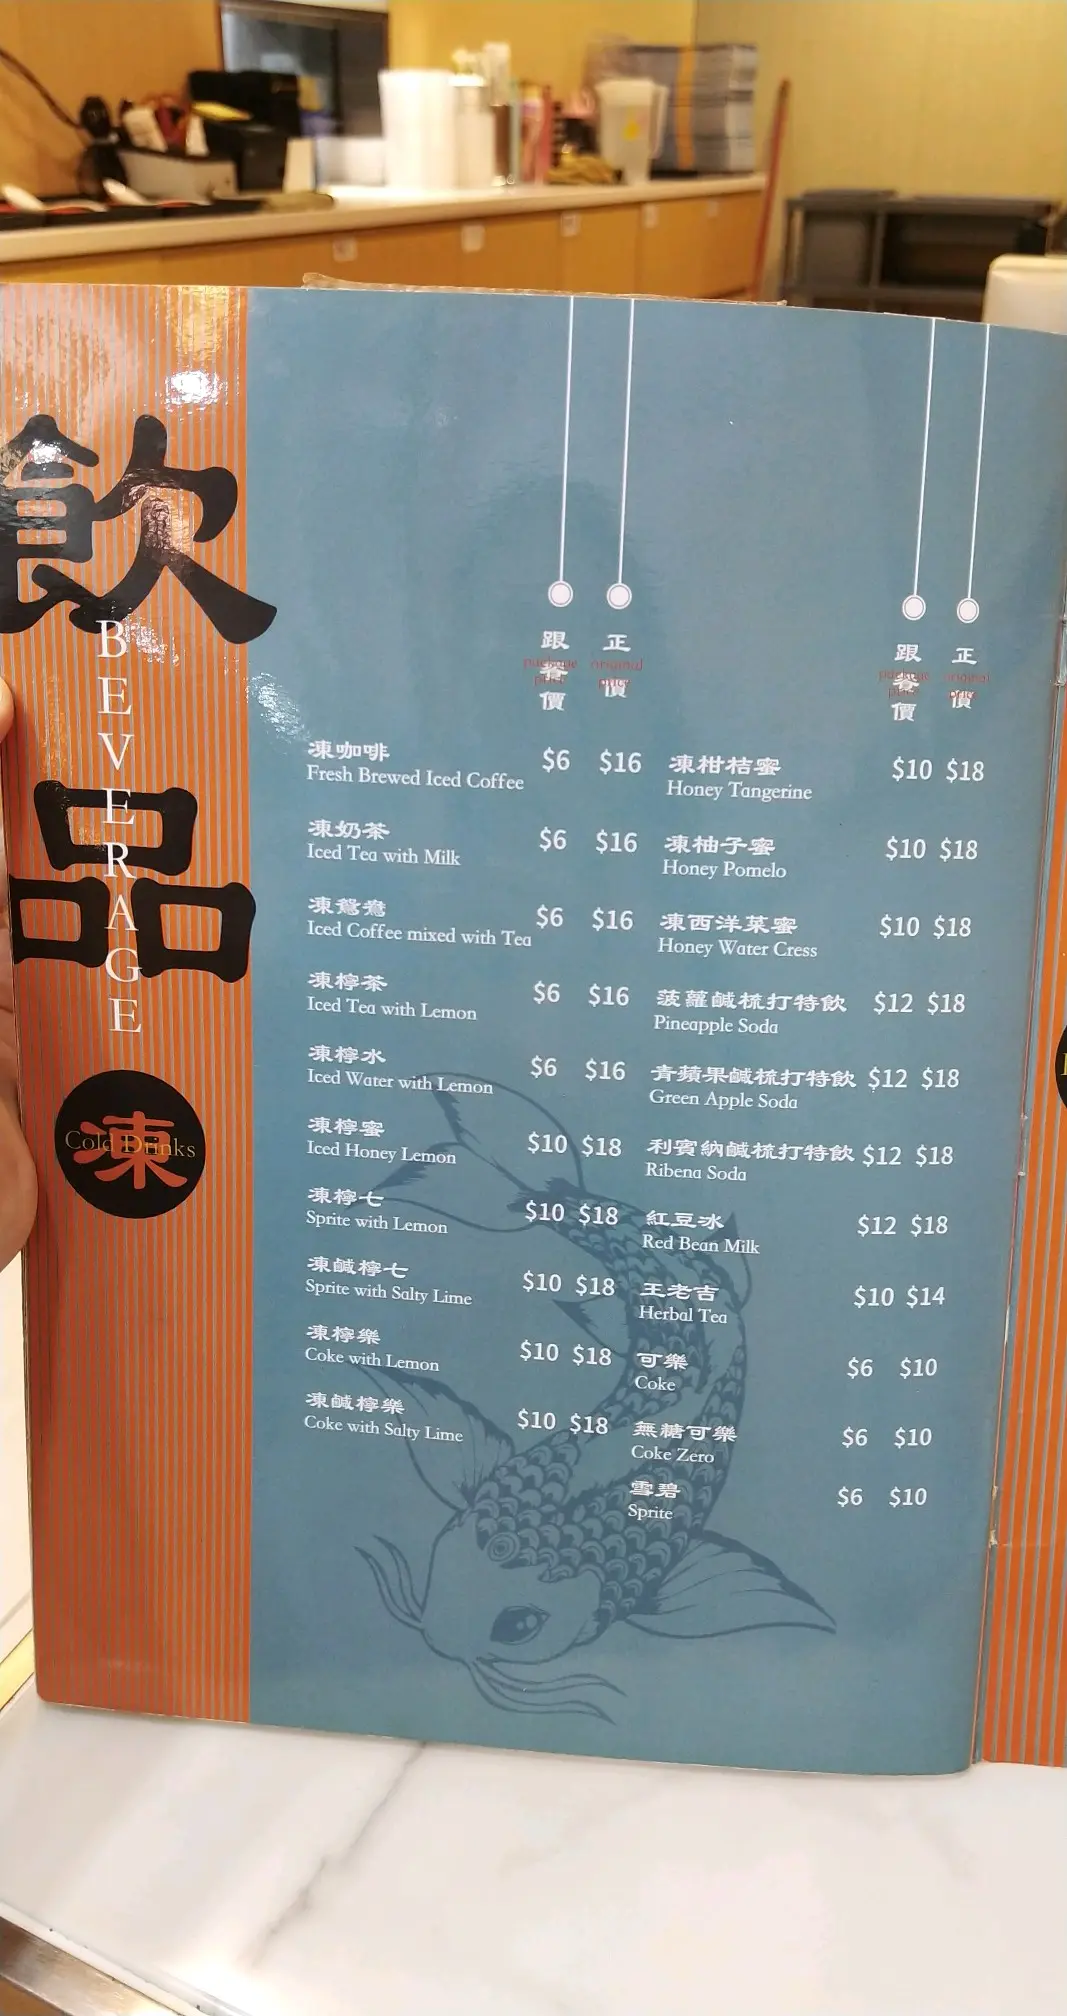 飲品
BEVERAGE
凍
Cold Drinks
跟餐價
package price
正價
original price
凍咖啡 $6 $16
Fresh Brewed Iced Coffee
凍奶茶 $6 $16
Iced Tea with Milk
凍鴛鴦 $6 $16
Iced Coffee mixed with Tea
凍檸茶 $6 $16
Iced Tea with Lemon
凍檸水 $6 $16
Iced Water with Lemon
凍檸蜜 $10 $18
Iced Honey Lemon
凍檸七 $10 $18
Sprite with Lemon
凍鹹檸七 $10 $18
Sprite with Salty Lime
凍檸樂 $10 $18
Coke with Lemon
凍鹹檸樂 $10 $18
Coke with Salty Lime
跟餐價
package price
正價
original price
凍柑桔蜜 $10 $18
Honey Tangerine
凍柚子蜜 $10 $18
Honey Pomelo
凍西洋菜蜜 $10 $18
Honey Water Cress
菠蘿鹹梳打特飲 $12 $18
Pineapple Soda
青蘋果鹹梳打特飲 $12 $18
Green Apple Soda
利賓納鹹梳打特飲 $12 $18
Ribena Soda
紅豆冰 $12 $18
Red Bean Milk
王老吉 $10 $14
Herbal Tea
可樂 $6 $10
Coke
無糖可樂 $6 $10
Coke Zero
雪碧 $6 $10
Sprite